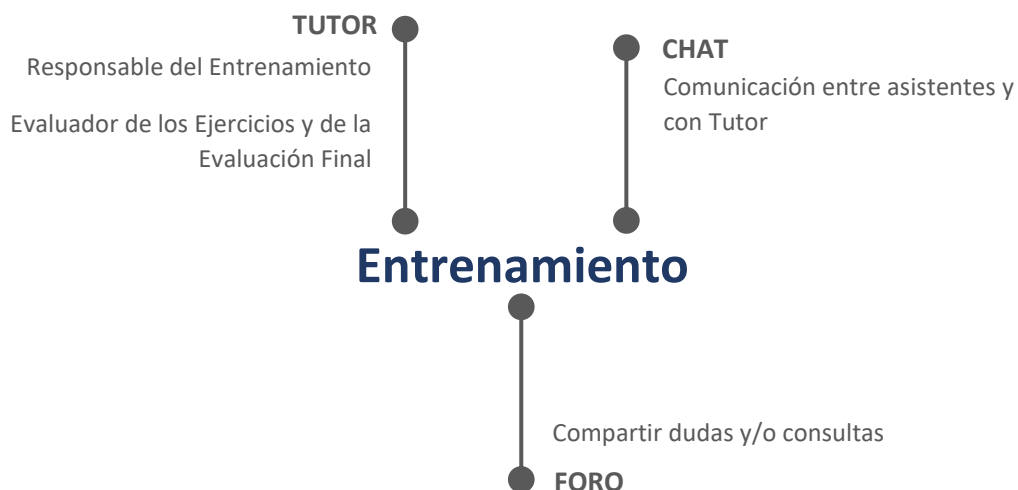 TUTOR
Responsable del Entrenamiento
Evaluador de los Ejercicios y de la
Evaluación Final
CHAT
Comunicación entre asistentes y
con Tutor
Entrenamiento
Compartir dudas y/o consultas
FORO